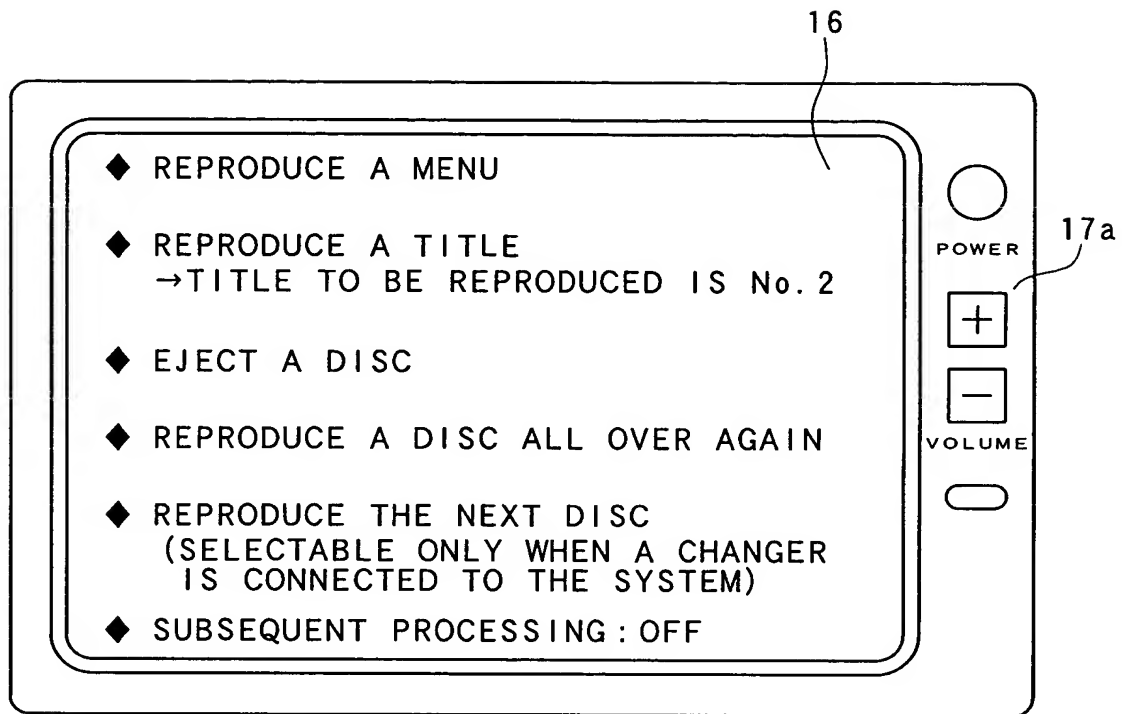 16
◆ REPRODUCE A MENU
◆ REPRODUCE A TITLE
→TITLE TO BE REPRODUCED IS No.2
◆ EJECT A DISC
◆ REPRODUCE A DISC ALL OVER AGAIN
◆ REPRODUCE THE NEXT DISC
(SELECTABLE ONLY WHEN A CHANGER
IS CONNECTED TO THE SYSTEM)
◆ SUBSEQUENT PROCESSING:OFF
POWER
17a
+
−
VOLUME